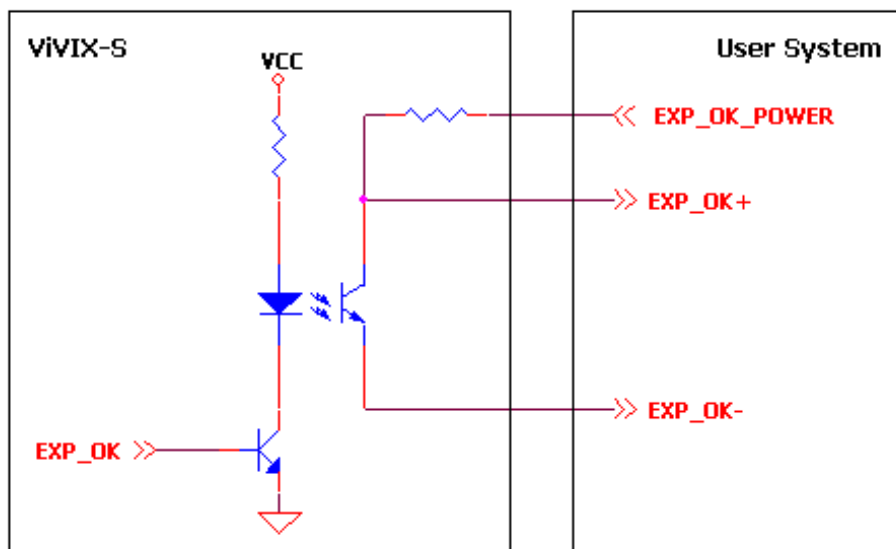 ViVIX-S
User System
VCC
EXP_OK_POWER
EXP_OK+
EXP_OK-
EXP_OK